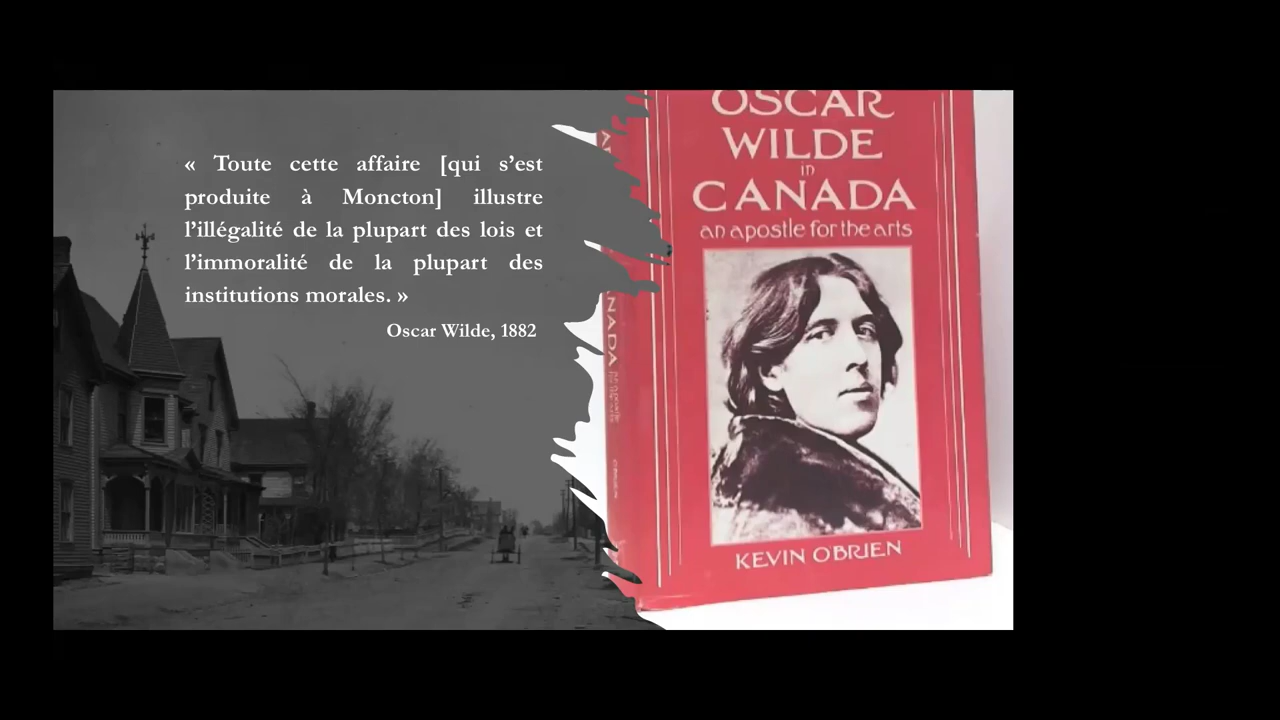 « Toute cette affaire [qui s’est
produite à Moncton] illustre
l’illégalité de la plupart des lois et
l’immoralité de la plupart des
institutions morales. »
Oscar Wilde, 1882
OSCAR
WILDE
in
CANADA
an apostle for the arts
KEVIN O'BRIEN